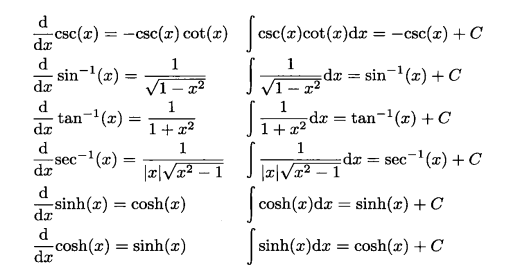 d/dx csc(x) = −csc(x) cot(x) ∫ csc(x)cot(x)dx = −csc(x) + C
d/dx sin⁻¹(x) = 1/√(1 − x²) ∫ 1/√(1 − x²) dx = sin⁻¹(x) + C
d/dx tan⁻¹(x) = 1/(1 + x²) ∫ 1/(1 + x²) dx = tan⁻¹(x) + C
d/dx sec⁻¹(x) = 1/(|x|√(x² − 1)) ∫ 1/(|x|√(x² − 1)) dx = sec⁻¹(x) + C
d/dx sinh(x) = cosh(x) ∫ cosh(x)dx = sinh(x) + C
d/dx cosh(x) = sinh(x) ∫ sinh(x)dx = cosh(x) + C